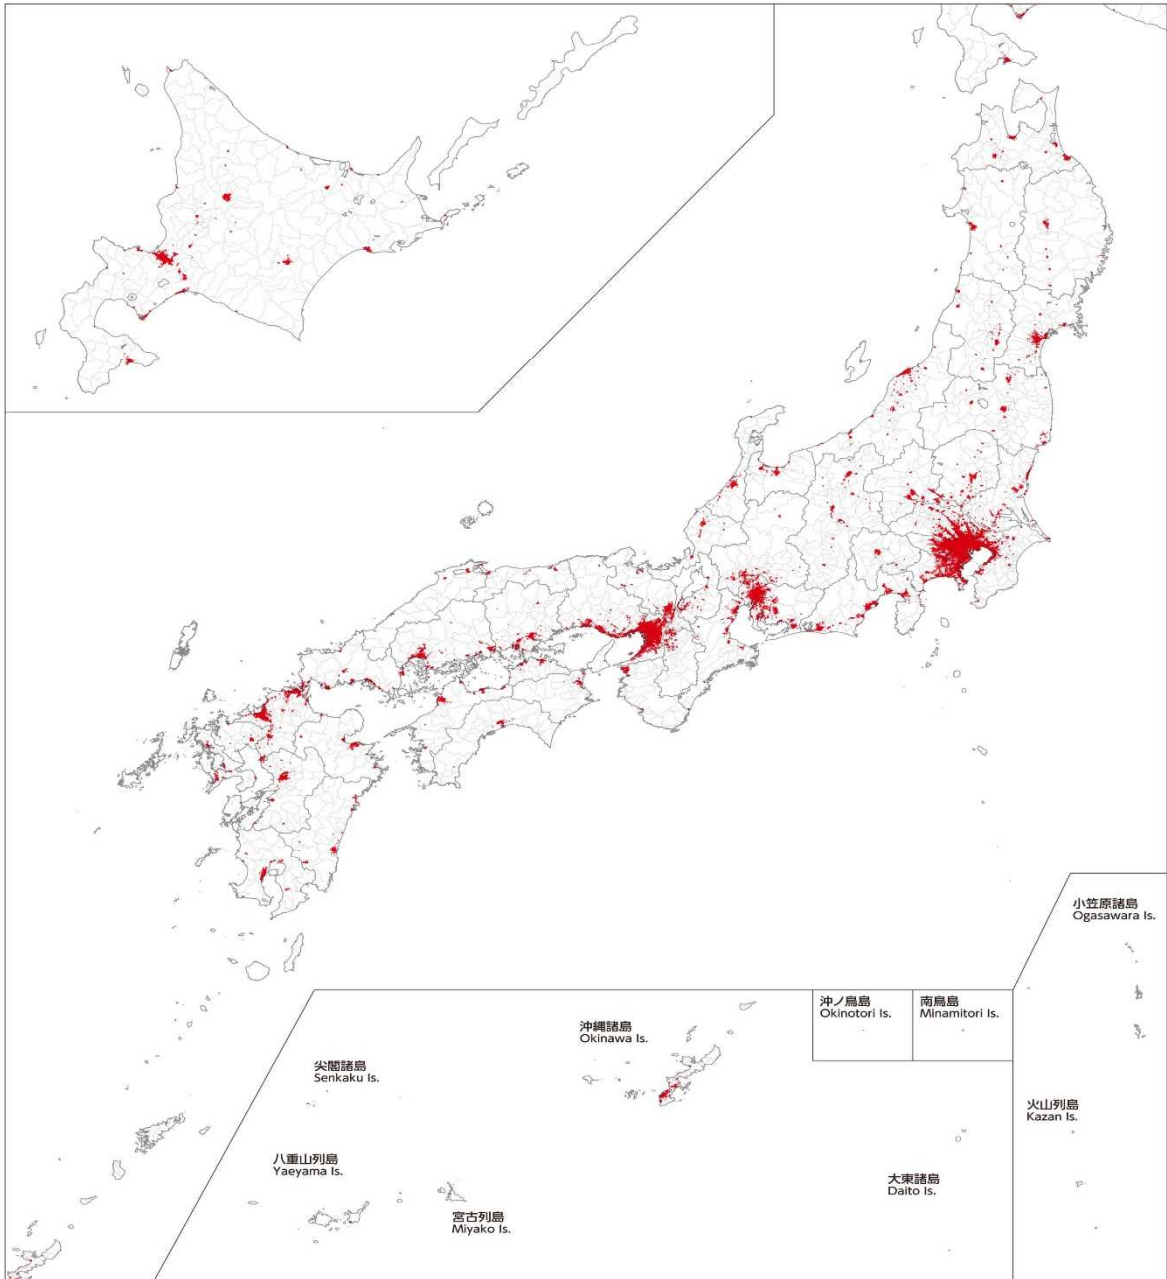 小笠原諸島
Ogasawara Is.
沖ノ鳥島
Okinotori Is.
南鳥島
Minamitori Is.
沖縄諸島
Okinawa Is.
尖閣諸島
Senkaku Is.
火山列島
Kazan Is.
八重山列島
Yaeyama Is.
大東諸島
Daito Is.
宮古列島
Miyako Is.